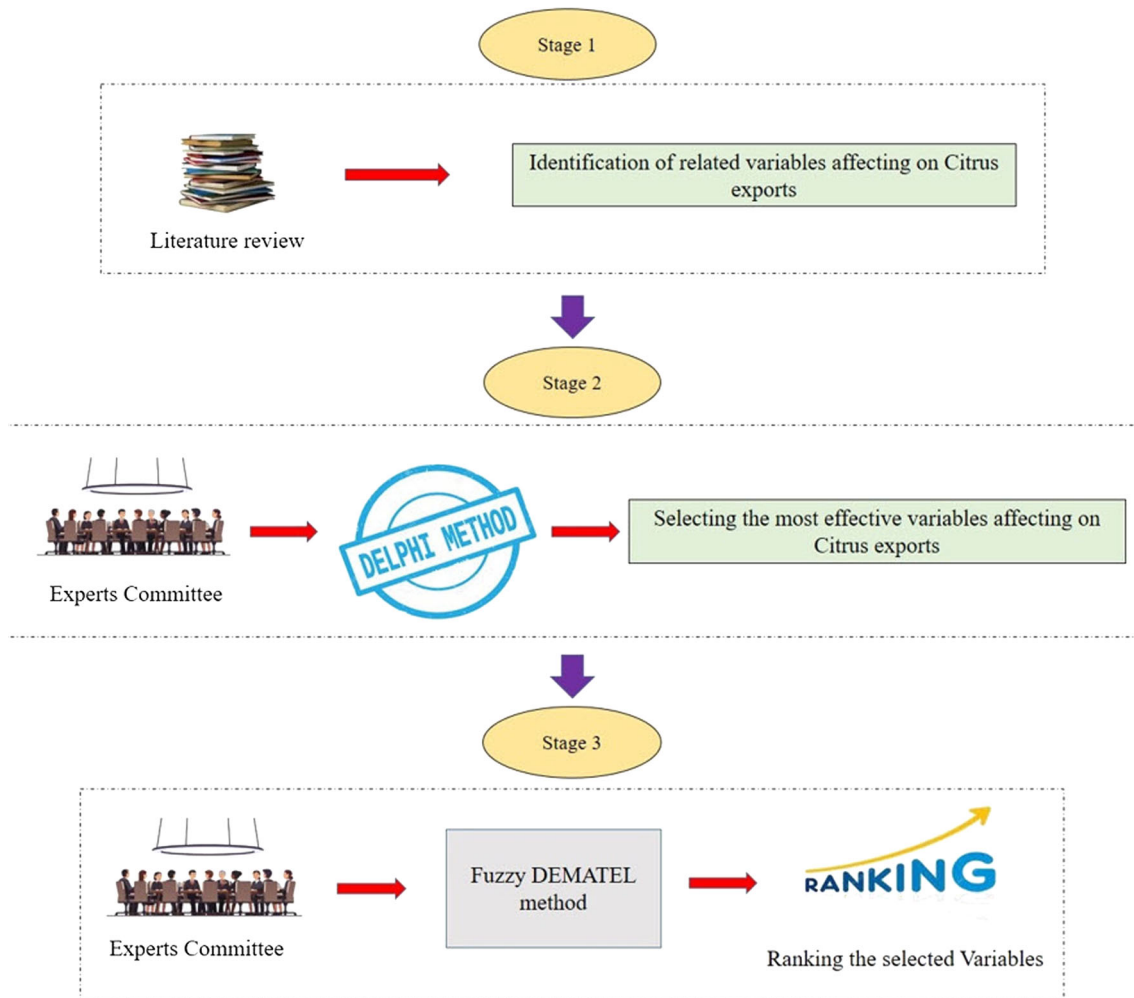 Stage 1
Identification of related variables affecting on Citrus
exports
Literature review
Stage 2
DELPHI METHOD
Selecting the most effective variables affecting on
Citrus exports
Experts Committee
Stage 3
Fuzzy DEMATEL
method
RANKING
Experts Committee
Ranking the selected Variables